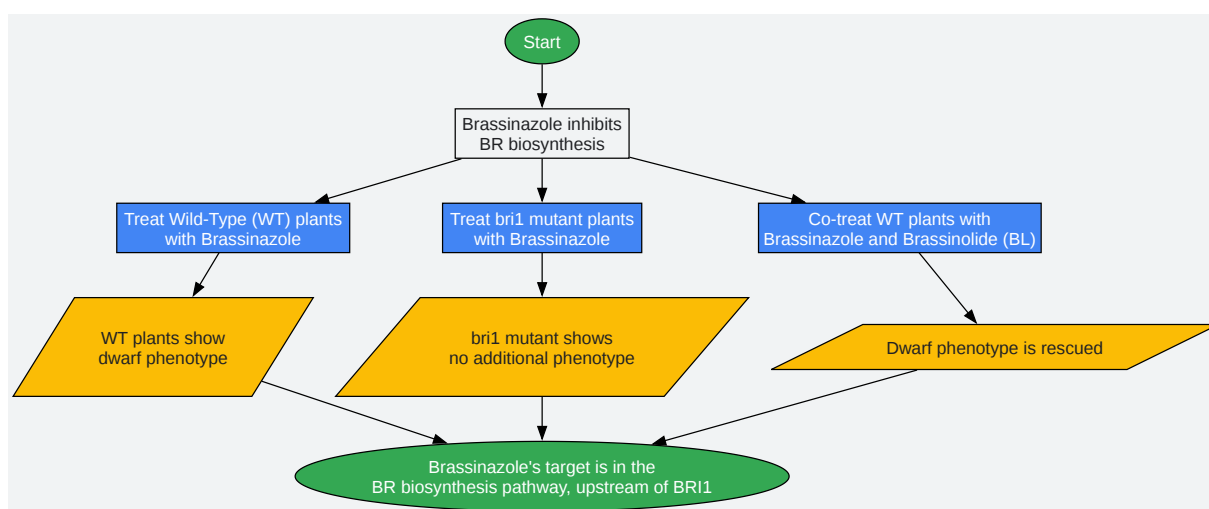 Start
Brassinazole inhibits
BR biosynthesis
Treat Wild-Type (WT) plants
with Brassinazole
Treat bri1 mutant plants
with Brassinazole
Co-treat WT plants with
Brassinazole and Brassinolide (BL)
WT plants show
dwarf phenotype
bri1 mutant shows
no additional phenotype
Dwarf phenotype is rescued
Brassinazole's target is in the
BR biosynthesis pathway, upstream of BRI1